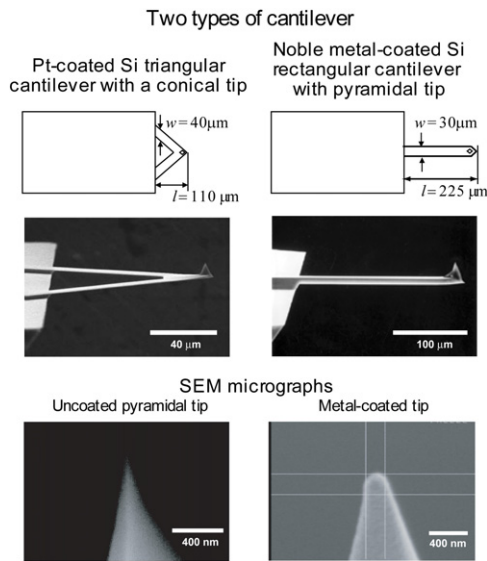 Two types of cantilever
Pt-coated Si triangular
cantilever with a conical tip
Noble metal-coated Si
rectangular cantilever
with pyramidal tip
w = 40μm
l = 110 μm
w = 30μm
l = 225 μm
40 μm
100 μm
SEM micrographs
Uncoated pyramidal tip
Metal-coated tip
400 nm
400 nm